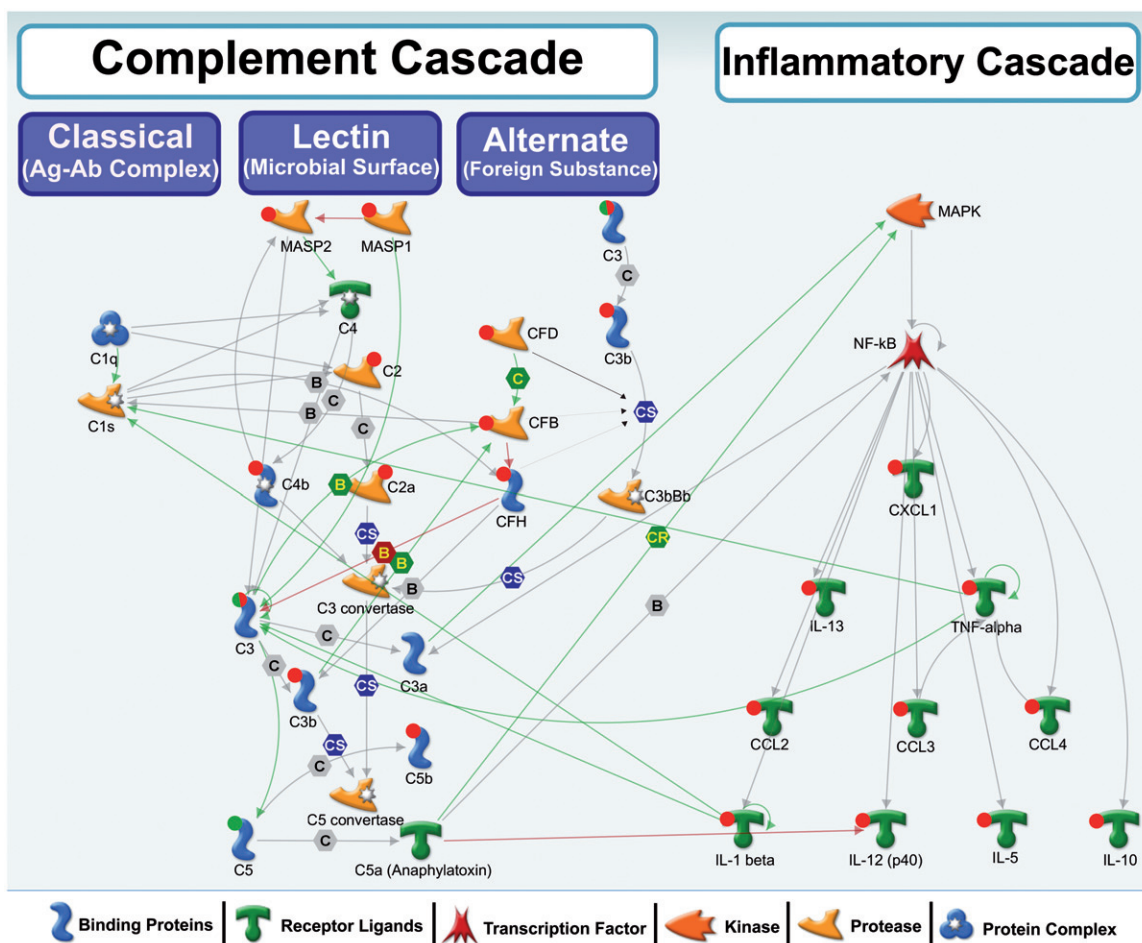 Complement Cascade
Inflammatory Cascade
Classical
(Ag-Ab Complex)
Lectin
(Microbial Surface)
Alternate
(Foreign Substance)
MASP2
MASP1
C3
MAPK
C
C4
C1q
CFD
C3b
NF-kB
C2
B
C
C
C1s
B
C
CFB
CS
C4b
B
C2a
CFH
C3bBb
CXCL1
CS
CR
B
B
CS
C3 convertase
B
B
IL-13
TNF-alpha
C3
C
C3a
C
CS
C3b
CCL2
CCL3
CCL4
CS
C
C5b
C5 convertase
C5
C
C5a (Anaphylatoxin)
IL-1 beta
IL-12 (p40)
IL-5
IL-10
Binding Proteins
Receptor Ligands
Transcription Factor
Kinase
Protease
Protein Complex